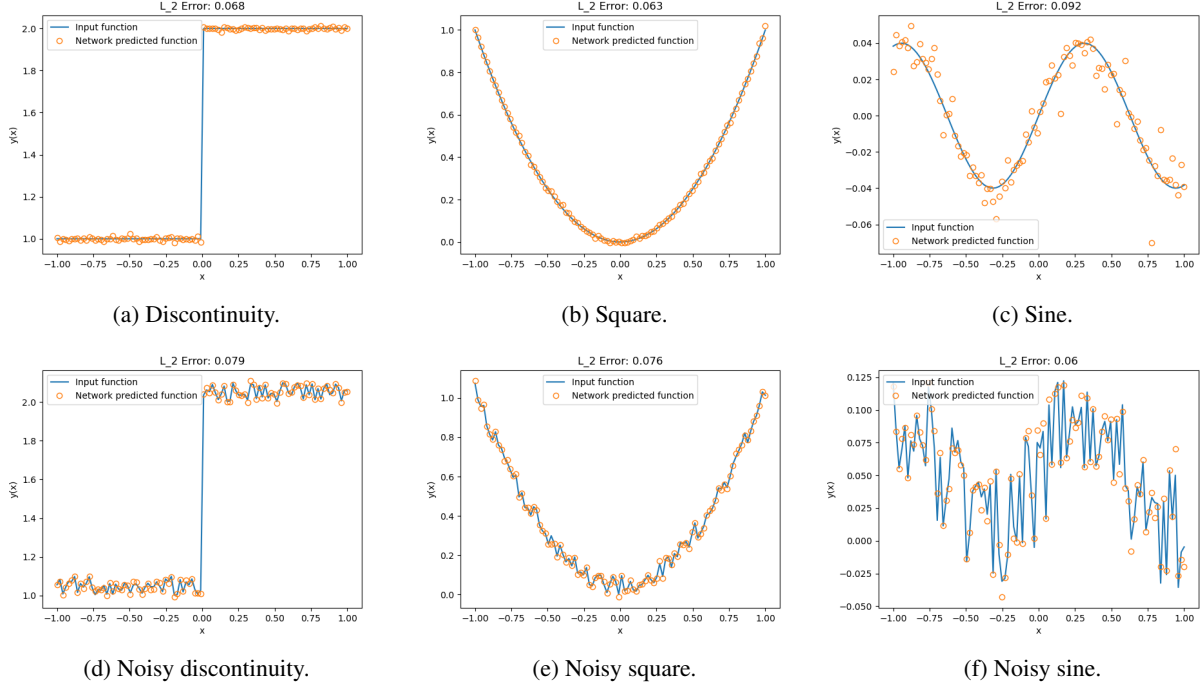 L_2 Error: 0.068
Input function
Network predicted function
y(x)
2.0
1.8
1.6
1.4
1.2
1.0
−1.00 −0.75 −0.50 −0.25 0.00 0.25 0.50 0.75 1.00
x
(a) Discontinuity.
L_2 Error: 0.063
Input function
Network predicted function
y(x)
1.0
0.8
0.6
0.4
0.2
0.0
−1.00 −0.75 −0.50 −0.25 0.00 0.25 0.50 0.75 1.00
x
(b) Square.
L_2 Error: 0.092
y(x)
0.04
0.02
0.00
−0.02
−0.04
−0.06
Input function
Network predicted function
−1.00 −0.75 −0.50 −0.25 0.00 0.25 0.50 0.75 1.00
x
(c) Sine.
L_2 Error: 0.079
Input function
Network predicted function
y(x)
2.0
1.8
1.6
1.4
1.2
1.0
−1.00 −0.75 −0.50 −0.25 0.00 0.25 0.50 0.75 1.00
x
(d) Noisy discontinuity.
L_2 Error: 0.076
Input function
Network predicted function
y(x)
1.0
0.8
0.6
0.4
0.2
0.0
−1.00 −0.75 −0.50 −0.25 0.00 0.25 0.50 0.75 1.00
x
(e) Noisy square.
L_2 Error: 0.06
Input function
Network predicted function
y(x)
0.125
0.100
0.075
0.050
0.025
0.000
−0.025
−0.050
−1.00 −0.75 −0.50 −0.25 0.00 0.25 0.50 0.75 1.00
x
(f) Noisy sine.